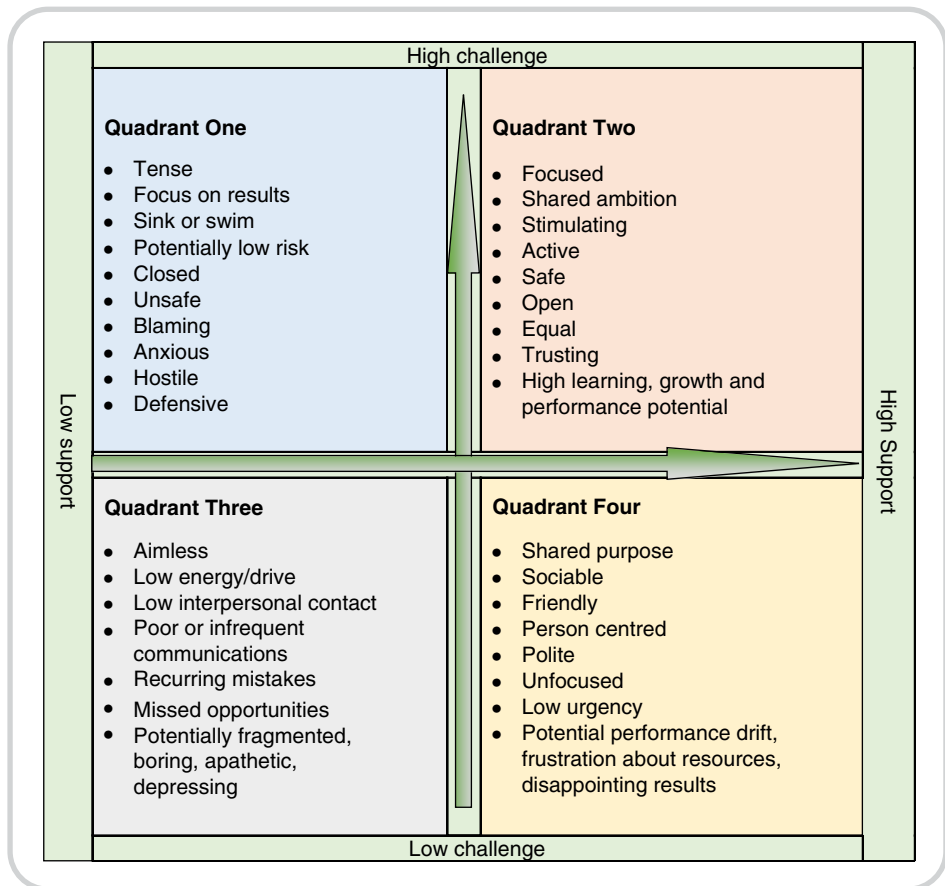 High challenge
Low support
Quadrant One
Tense
Focus on results
Sink or swim
Potentially low risk
Closed
Unsafe
Blaming
Anxious
Hostile
Defensive
Quadrant Two
Focused
Shared ambition
Stimulating
Active
Safe
Open
Equal
Trusting
High learning, growth and
performance potential
High Support
Quadrant Three
Aimless
Low energy/drive
Low interpersonal contact
Poor or infrequent
communications
Recurring mistakes
Missed opportunities
Potentially fragmented,
boring, apathetic,
depressing
Quadrant Four
Shared purpose
Sociable
Friendly
Person centred
Polite
Unfocused
Low urgency
Potential performance drift,
frustration about resources,
disappointing results
Low challenge